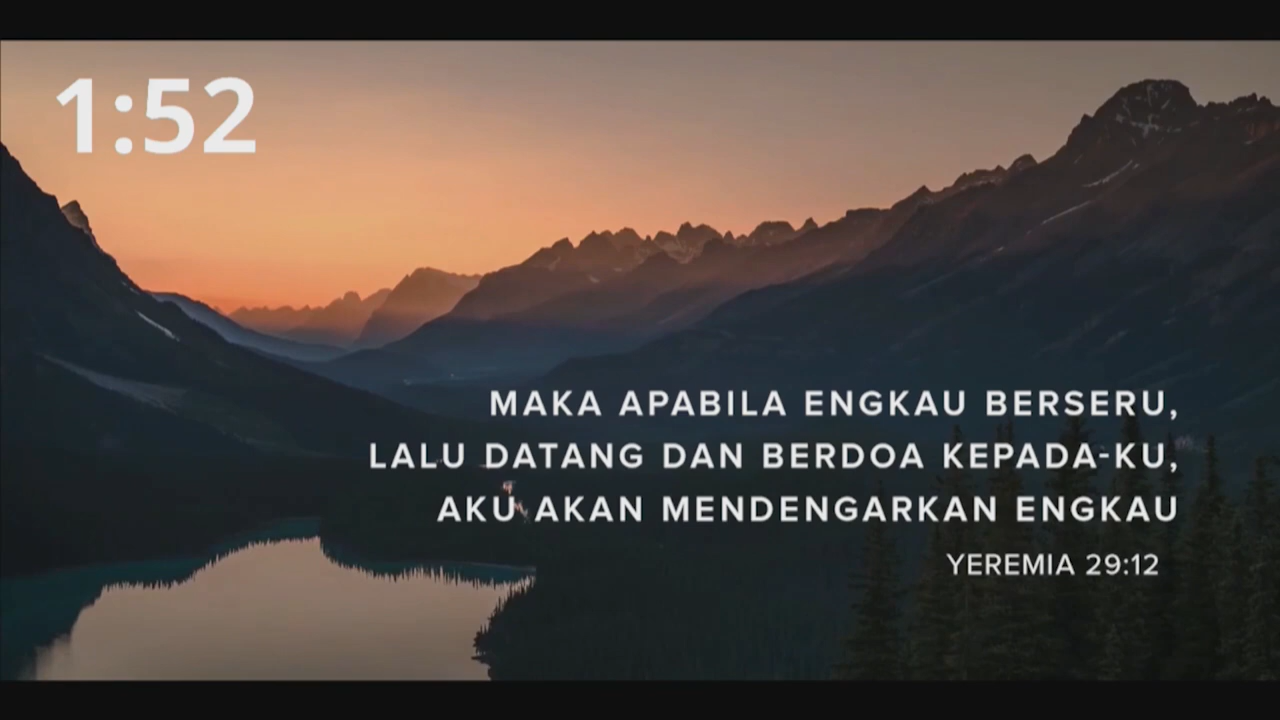 1:52
MAKA APABILA ENGKAU BERSERU,
LALU DATANG DAN BERDOA KEPADA-KU,
AKU AKAN MENDENGARKAN ENGKAU
YEREMIA 29:12